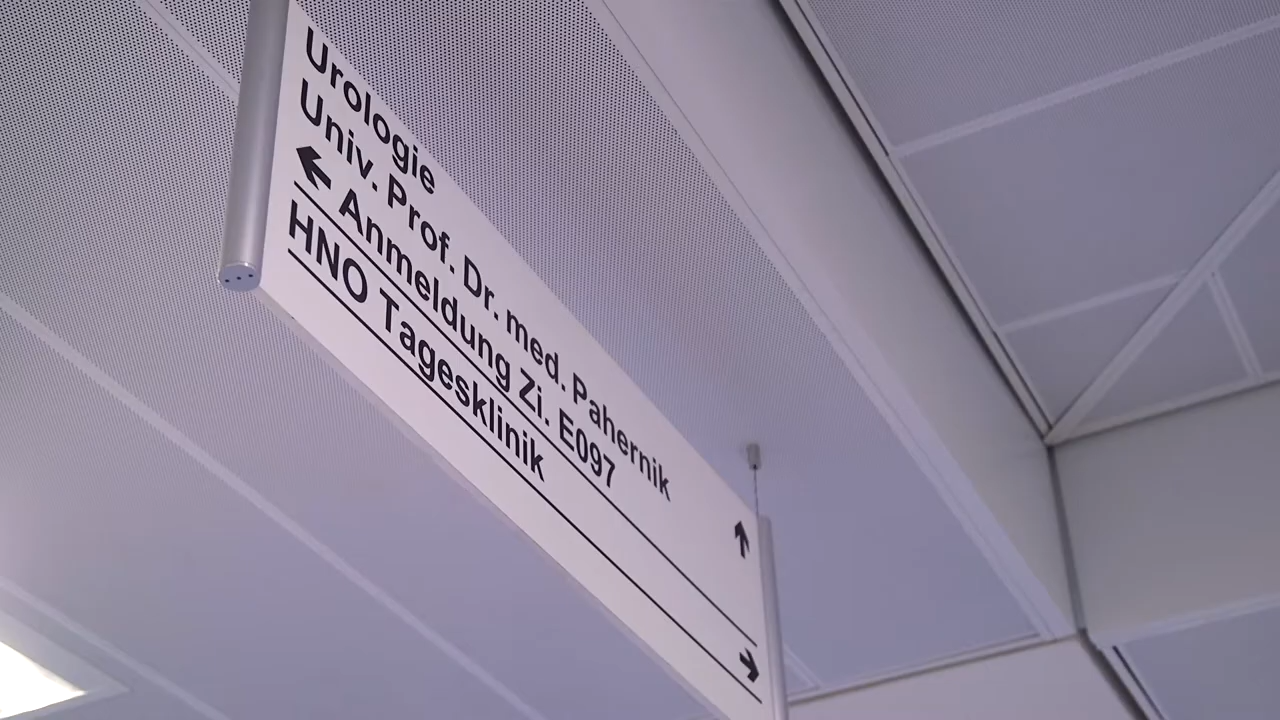 Urologie
Univ. Prof. Dr. med. Pahernik
Anmeldung Zi. E097
HNO Tagesklinik